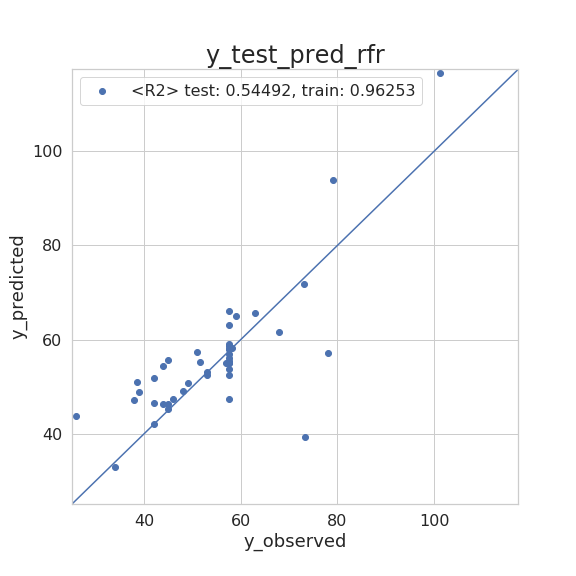 y_test_pred_rfr
<R2> test: 0.54492, train: 0.96253
100
80
60
40
y_predicted
40
60
80
100
y_observed